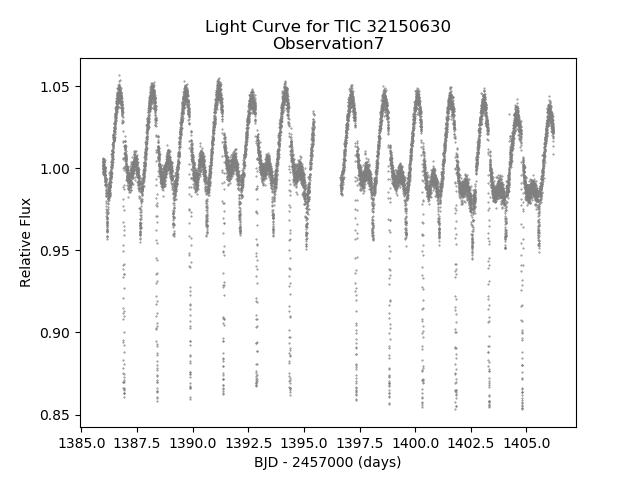 Light Curve for TIC 32150630
Observation7
1.05
1.00
0.95
0.90
0.85
Relative Flux
1385.0 1387.5 1390.0 1392.5 1395.0 1397.5 1400.0 1402.5 1405.0
BJD - 2457000 (days)